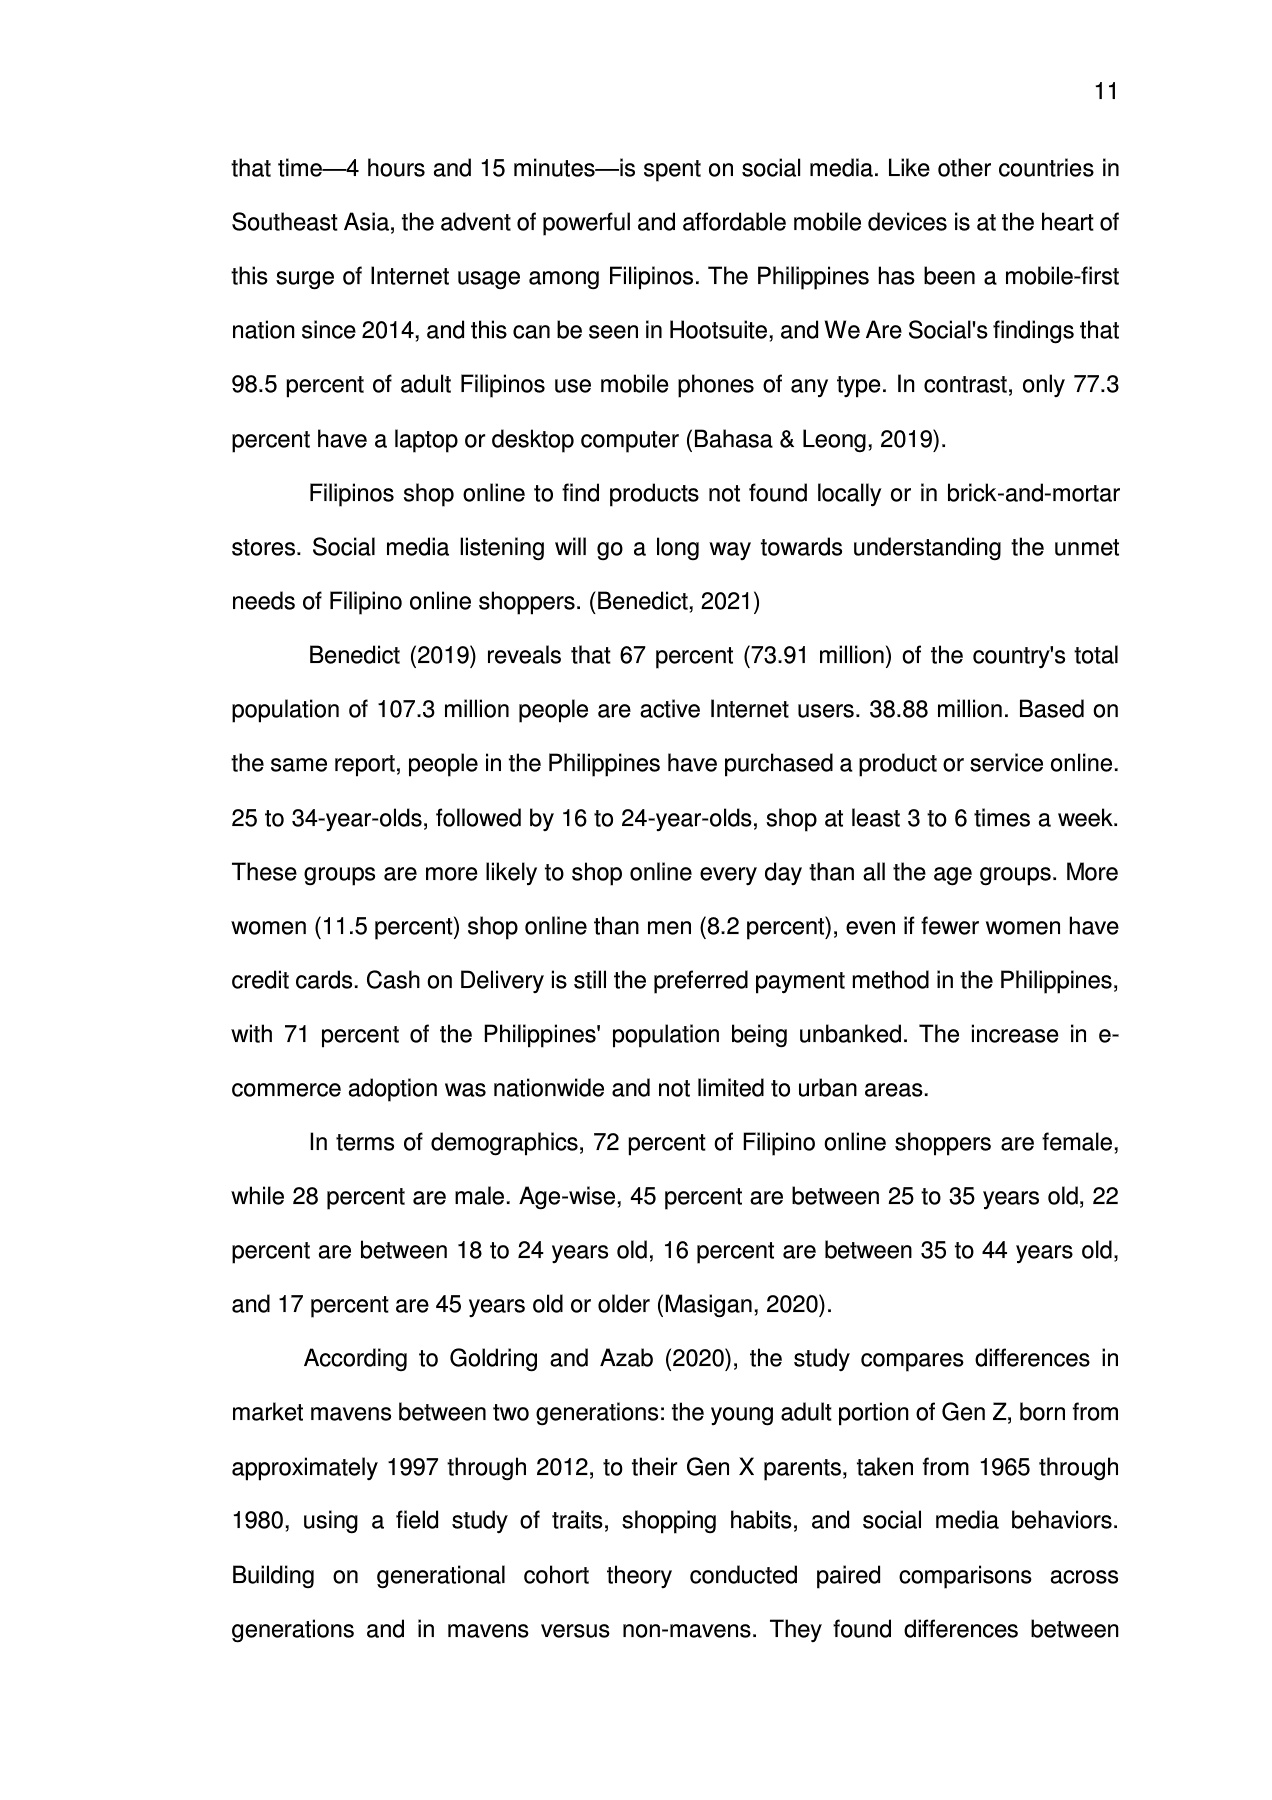 11
that time—4 hours and 15 minutes—is spent on social media. Like other countries in
Southeast Asia, the advent of powerful and affordable mobile devices is at the heart of
this surge of Internet usage among Filipinos. The Philippines has been a mobile-first
nation since 2014, and this can be seen in Hootsuite, and We Are Social's findings that
98.5 percent of adult Filipinos use mobile phones of any type. In contrast, only 77.3
percent have a laptop or desktop computer (Bahasa & Leong, 2019).
Filipinos shop online to find products not found locally or in brick-and-mortar
stores. Social media listening will go a long way towards understanding the unmet
needs of Filipino online shoppers. (Benedict, 2021)
Benedict (2019) reveals that 67 percent (73.91 million) of the country's total
population of 107.3 million people are active Internet users. 38.88 million. Based on
the same report, people in the Philippines have purchased a product or service online.
25 to 34-year-olds, followed by 16 to 24-year-olds, shop at least 3 to 6 times a week.
These groups are more likely to shop online every day than all the age groups. More
women (11.5 percent) shop online than men (8.2 percent), even if fewer women have
credit cards. Cash on Delivery is still the preferred payment method in the Philippines,
with 71 percent of the Philippines' population being unbanked. The increase in e-
commerce adoption was nationwide and not limited to urban areas.
In terms of demographics, 72 percent of Filipino online shoppers are female,
while 28 percent are male. Age-wise, 45 percent are between 25 to 35 years old, 22
percent are between 18 to 24 years old, 16 percent are between 35 to 44 years old,
and 17 percent are 45 years old or older (Masigan, 2020).
According to Goldring and Azab (2020), the study compares differences in
market mavens between two generations: the young adult portion of Gen Z, born from
approximately 1997 through 2012, to their Gen X parents, taken from 1965 through
1980, using a field study of traits, shopping habits, and social media behaviors.
Building on generational cohort theory conducted paired comparisons across
generations and in mavens versus non-mavens. They found differences between